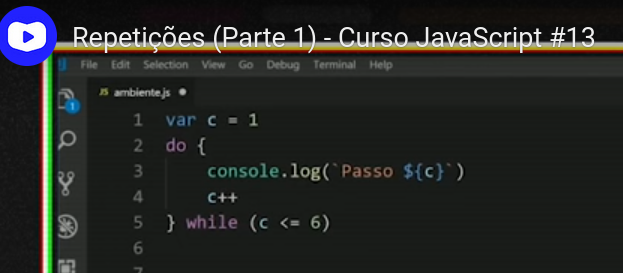 Repetições (Parte 1) - Curso JavaScript #13
File Edit Selection View Go Debug Terminal Help
JS ambiente.js
1 var c = 1
2 do {
3 console.log(`Passo ${c}`)
4 c++
5 } while (c <= 6)
6
7
1